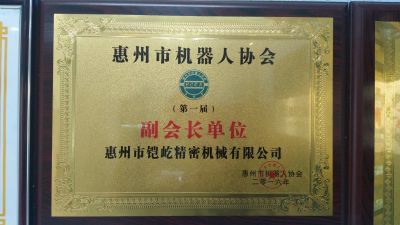 惠州市机器人协会
(第一届)
副会长单位
惠州市铠屹精密机械有限公司
惠州市机器人协会
二零一六年